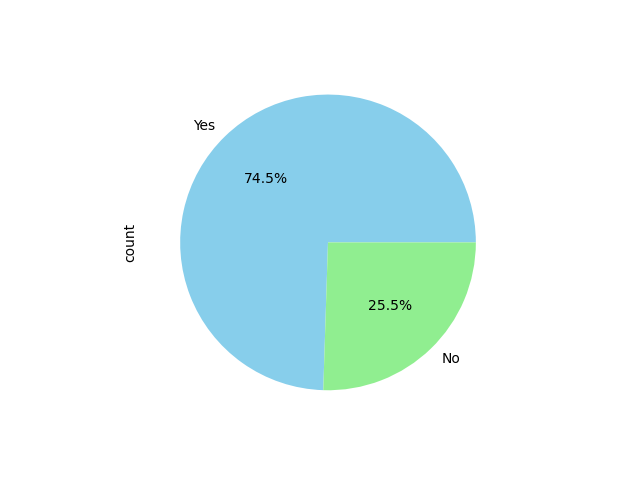 Yes
74.5%
count
25.5%
No